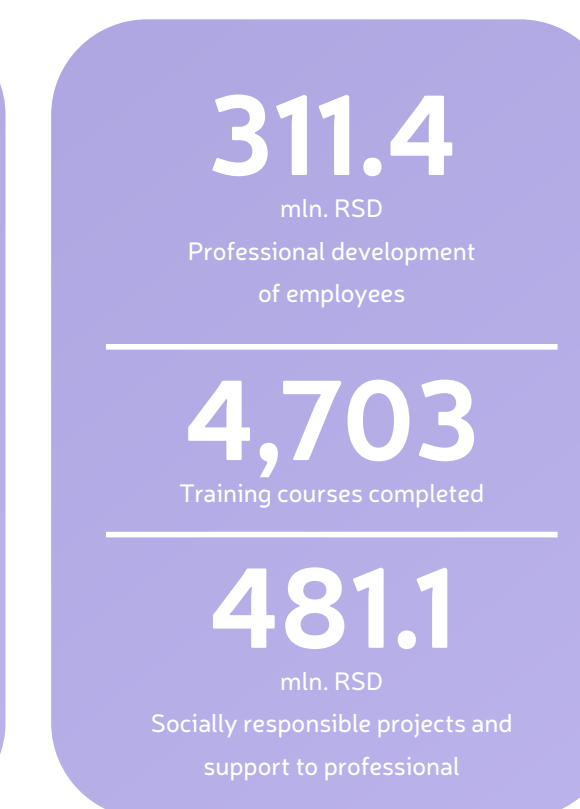 311.4
mln. RSD
Professional development
of employees
4,703
Training courses completed
481.1
mln. RSD
Socially responsible projects and
support to professional